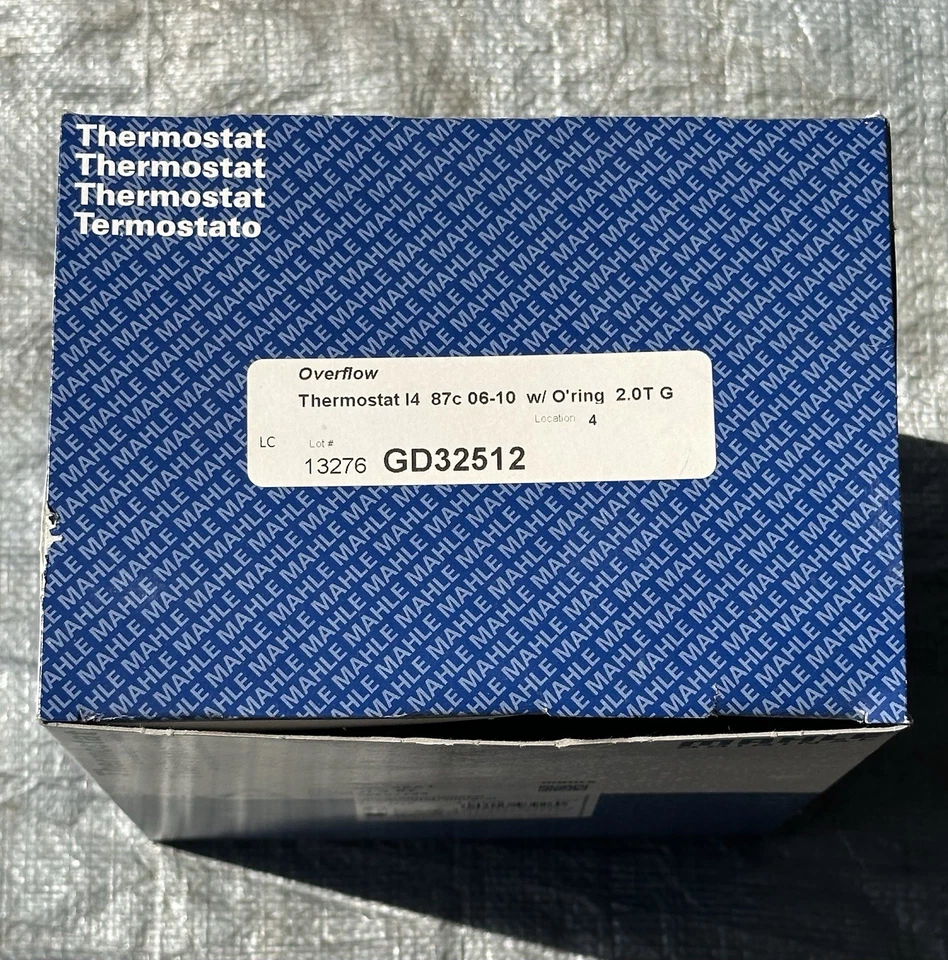 Thermostat
Thermostat
Thermostat
Termostato
MAHLE
Overflow
Thermostat I4 87c 06-10 w/ O'ring 2.0T G
Location 4
LC Lot #
13276 GD32512